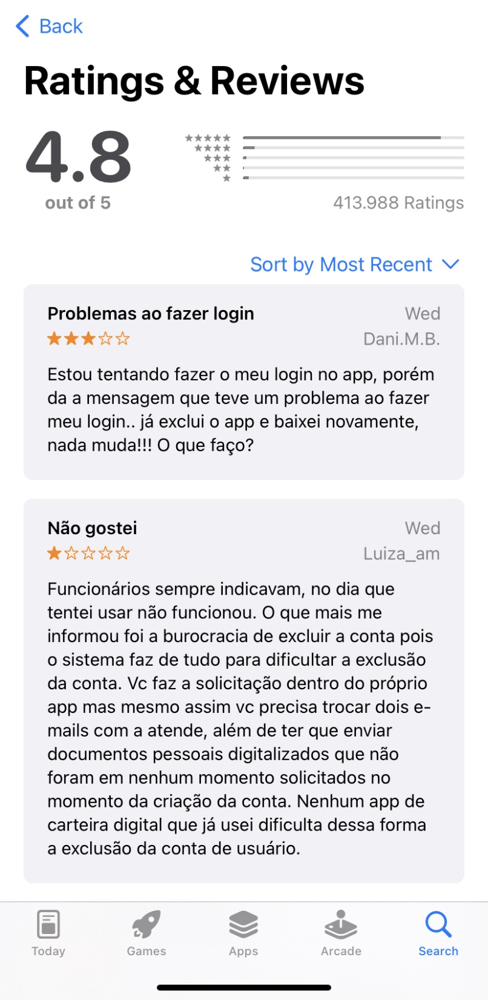 Back
Ratings & Reviews
4.8
out of 5
413.988 Ratings
Sort by Most Recent
Problemas ao fazer login
Wed
Dani.M.B.
Estou tentando fazer o meu login no app, porém
da a mensagem que teve um problema ao fazer
meu login.. já exclui o app e baixei novamente,
nada muda!!! O que faço?
Não gostei
Wed
Luiza_am
Funcionários sempre indicavam, no dia que
tentei usar não funcionou. O que mais me
informou foi a burocracia de excluir a conta pois
o sistema faz de tudo para dificultar a exclusão
da conta. Vc faz a solicitação dentro do próprio
app mas mesmo assim vc precisa trocar dois e-
mails com a atende, além de ter que enviar
documentos pessoais digitalizados que não
foram em nenhum momento solicitados no
momento da criação da conta. Nenhum app de
carteira digital que já usei dificulta dessa forma
a exclusão da conta de usuário.
Today
Games
Apps
Arcade
Search